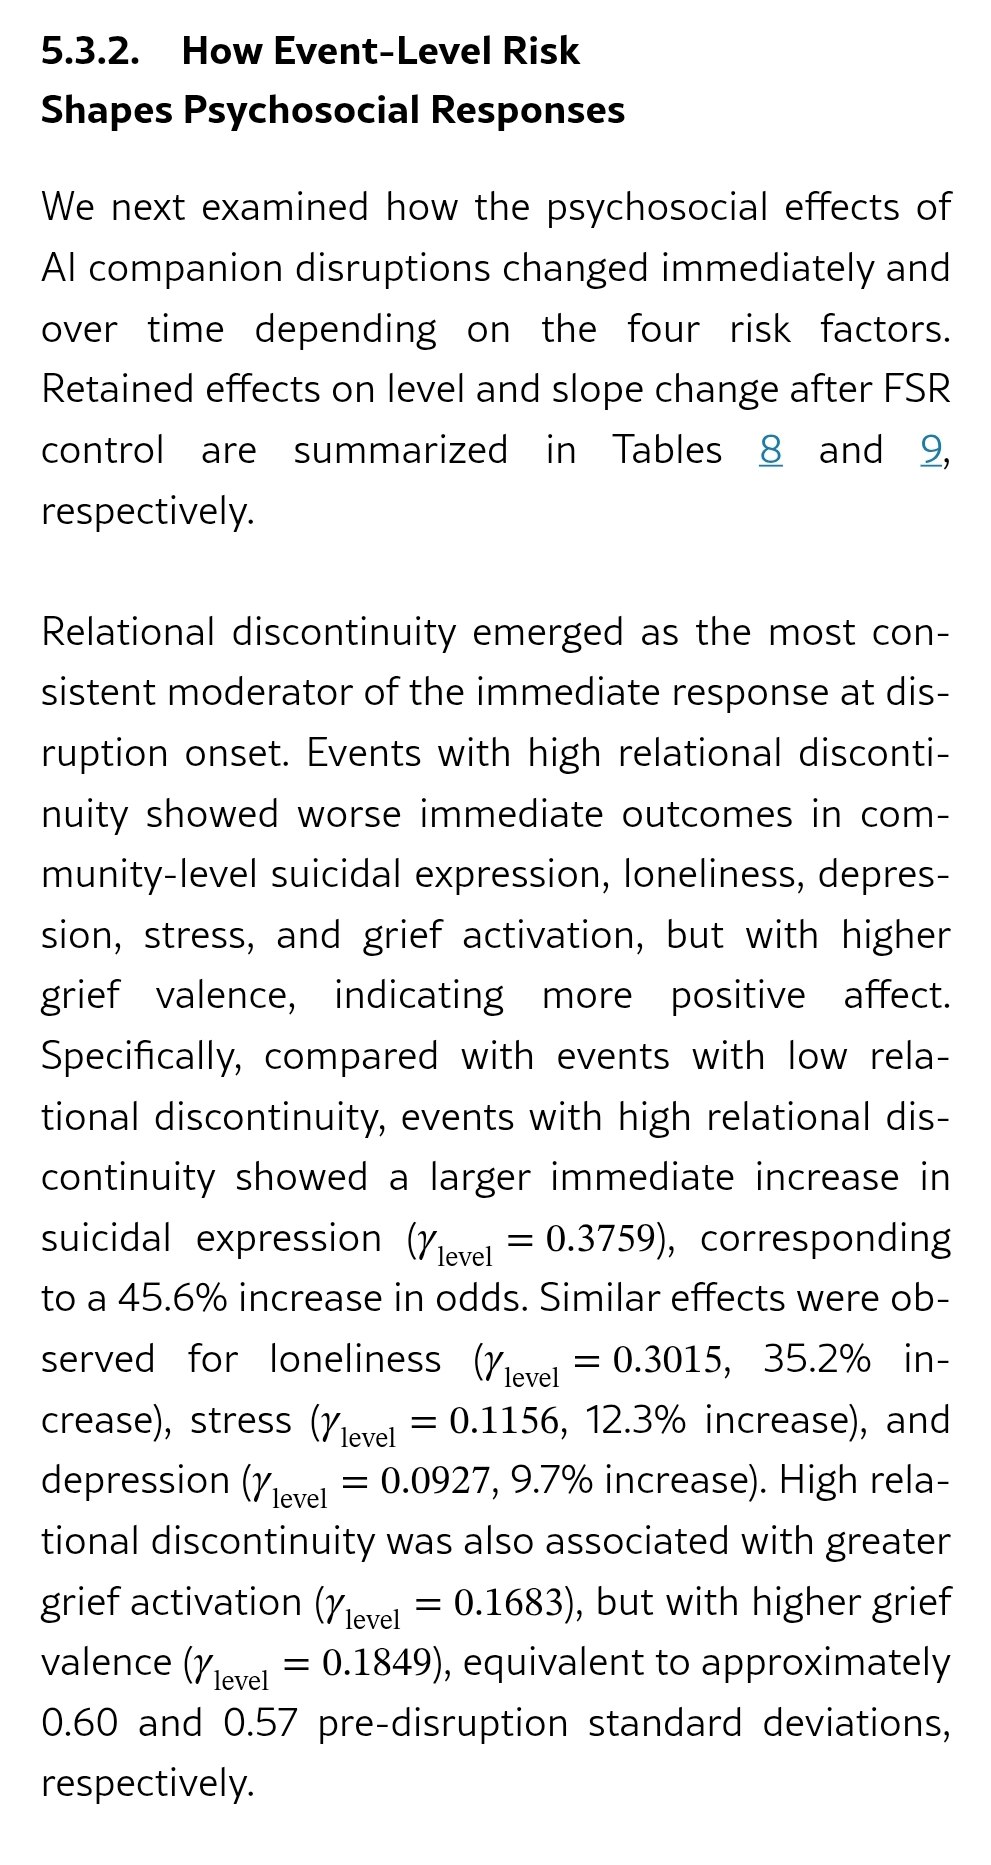 5.3.2. How Event-Level Risk
Shapes Psychosocial Responses
We next examined how the psychosocial effects of
AI companion disruptions changed immediately and
over time depending on the four risk factors.
Retained effects on level and slope change after FSR
control are summarized in Tables 8 and 9,
respectively.
Relational discontinuity emerged as the most con-
sistent moderator of the immediate response at dis-
ruption onset. Events with high relational disconti-
nuity showed worse immediate outcomes in com-
munity-level suicidal expression, loneliness, depres-
sion, stress, and grief activation, but with higher
grief valence, indicating more positive affect.
Specifically, compared with events with low rela-
tional discontinuity, events with high relational dis-
continuity showed a larger immediate increase in
suicidal expression (γ_level = 0.3759), corresponding
to a 45.6% increase in odds. Similar effects were ob-
served for loneliness (γ_level = 0.3015, 35.2% in-
crease), stress (γ_level = 0.1156, 12.3% increase), and
depression (γ_level = 0.0927, 9.7% increase). High rela-
tional discontinuity was also associated with greater
grief activation (γ_level = 0.1683), but with higher grief
valence (γ_level = 0.1849), equivalent to approximately
0.60 and 0.57 pre-disruption standard deviations,
respectively.